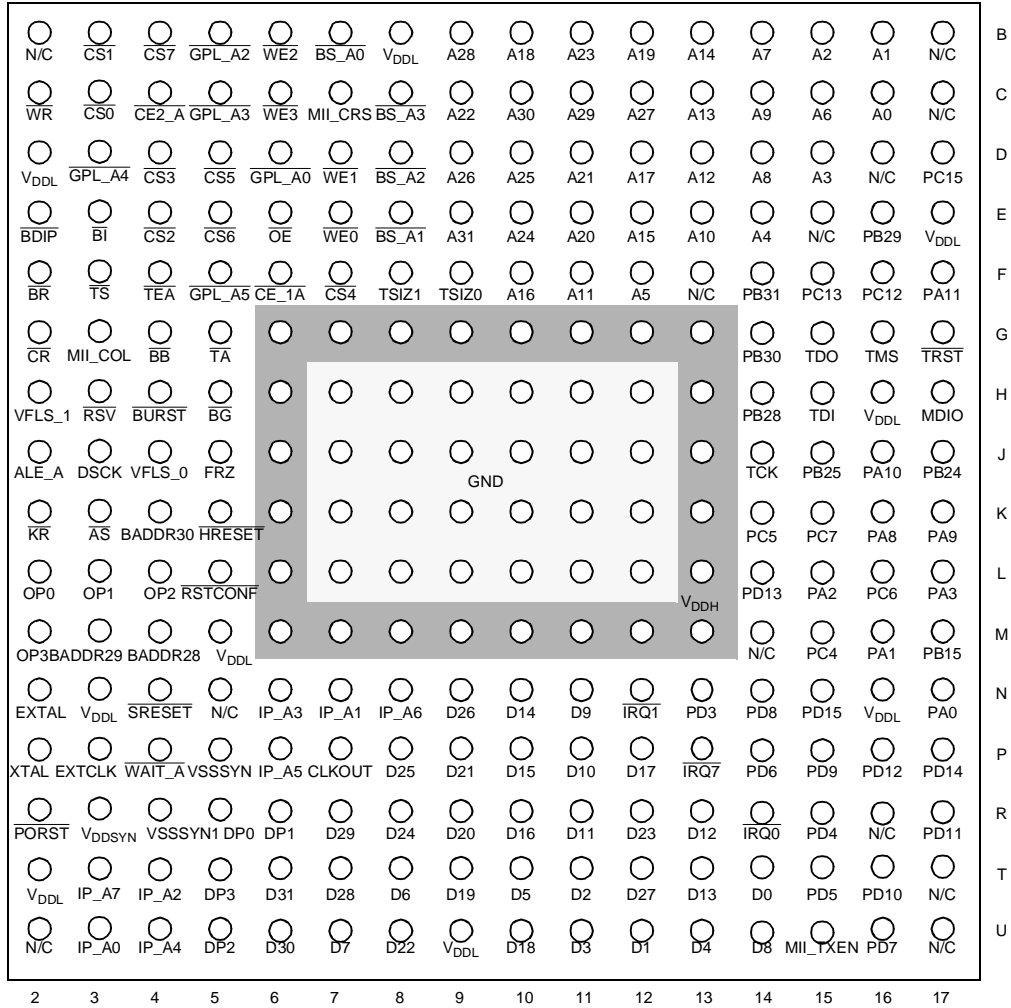 B
N/C CS1 CS7 GPL_A2 WE2 BS_A0 VDDL A28 A18 A23 A19 A14 A7 A2 A1 N/C
C
WR CS0 CE2_A GPL_A3 WE3 MII_CRS BS_A3 A22 A30 A29 A27 A13 A9 A6 A0 N/C
D
VDDL GPL_A4 CS3 CS5 GPL_A0 WE1 BS_A2 A26 A25 A21 A17 A12 A8 A3 N/C PC15
E
BDIP BI CS2 CS6 OE WE0 BS_A1 A31 A24 A20 A15 A10 A4 N/C PB29 VDDL
F
BR TS TEA GPL_A5 CE_1A CS4 TSIZ1 TSIZ0 A16 A11 A5 N/C PB31 PC13 PC12 PA11
G
CR MII_COL BB TA PB30 TDO TMS TRST
H
VFLS_1 RSV BURST BG PB28 TDI VDDL MDIO
J
ALE_A DSCK VFLS_0 FRZ TCK PB25 PA10 PB24
GND
K
KR AS BADDR30 HRESET PC5 PC7 PA8 PA9
L
OP0 OP1 OP2 RSTCONF PD13 PA2 PC6 PA3
VDDH
M
OP3 BADDR29 BADDR28 VDDL N/C PC4 PA1 PB15
N
EXTAL VDDL SRESET N/C IP_A3 IP_A1 IP_A6 D26 D14 D9 IRQ1 PD3 PD8 PD15 VDDL PA0
P
XTAL EXTCLK WAIT_A VSSSYN IP_A5 CLKOUT D25 D21 D15 D10 D17 IRQ7 PD6 PD9 PD12 PD14
R
PORST VDDSYN VSSSYN1 DP0 DP1 D29 D24 D20 D16 D11 D23 D12 IRQ0 PD4 N/C PD11
T
VDDL IP_A7 IP_A2 DP3 D31 D28 D6 D19 D5 D2 D27 D13 D0 PD5 PD10 N/C
U
N/C IP_A0 IP_A4 DP2 D30 D7 D22 VDDL D18 D3 D1 D4 D8 MII_TXEN PD7 N/C
2 3 4 5 6 7 8 9 10 11 12 13 14 15 16 17